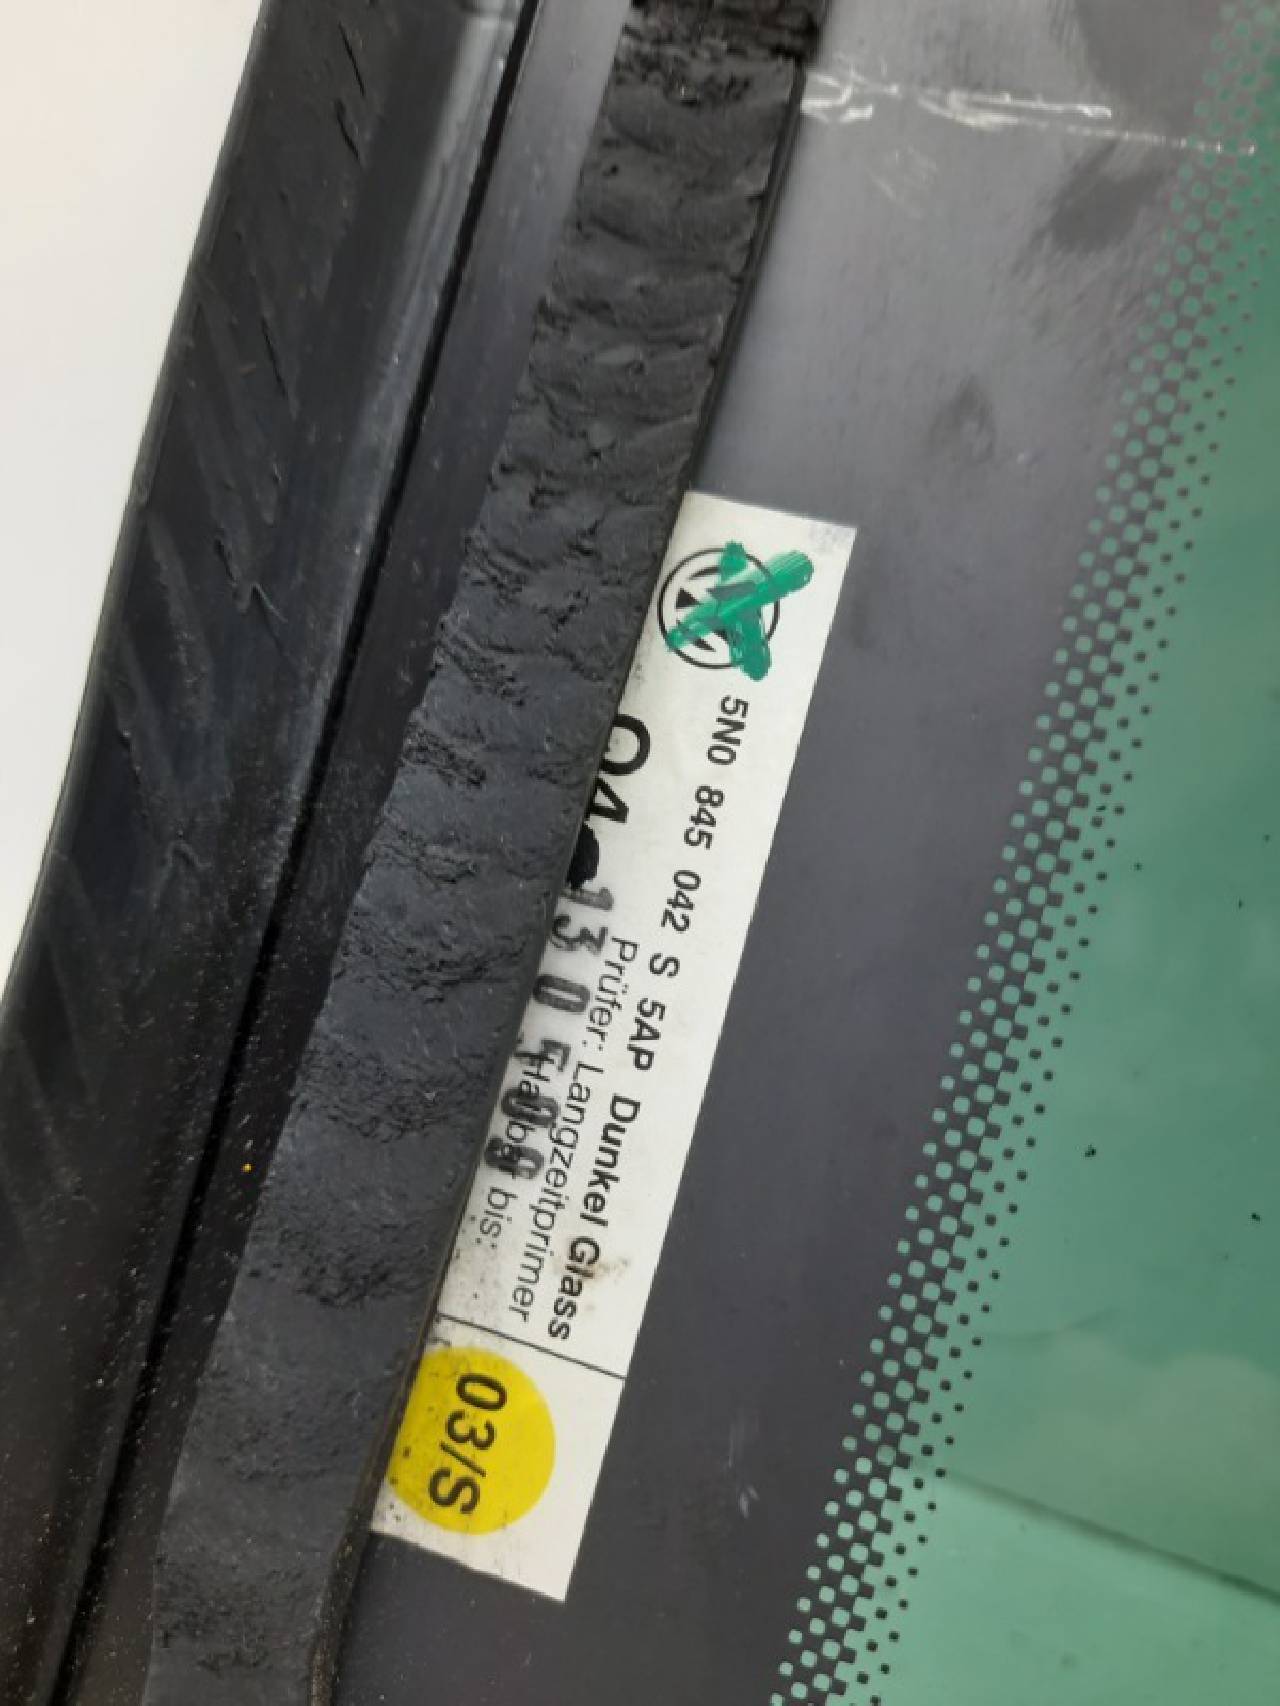 5N0 845 042 S 5AP Dunkel Glass
Prüfer: Langzeitprimer
Haltbar bis:
03/S